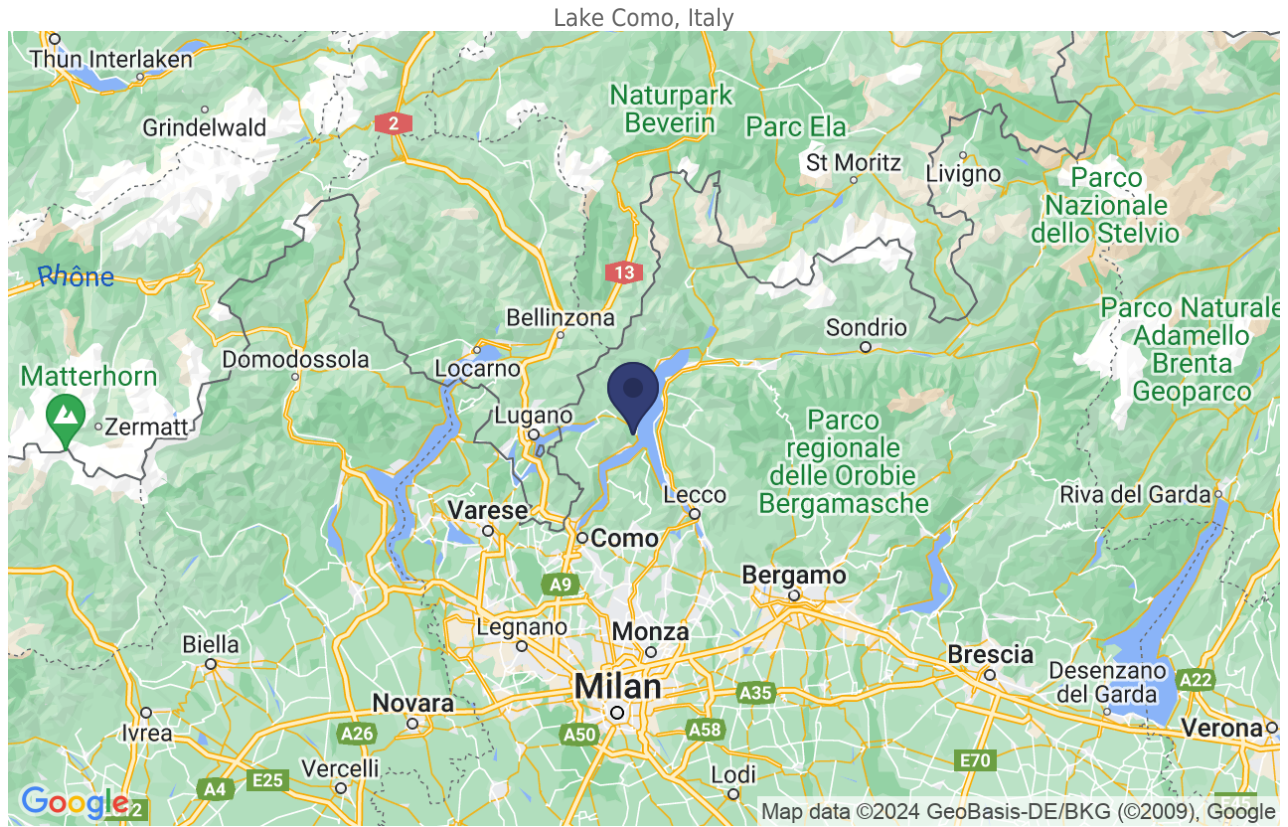 Lake Como, Italy
Thun Interlaken
Grindelwald
2
Naturpark
Beverin
Parc Ela
St Moritz
Livigno
Parco
Nazionale
dello Stelvio
Rhône
13
Bellinzona
Sondrio
Parco Naturale
Adamello
Brenta
Geoparco
Domodossola
Locarno
Matterhorn
Zermatt
Lugano
Parco
regionale
delle Orobie
Bergamasche
Lecco
Riva del Garda
Varese
Como
A9
Bergamo
Legnano
Monza
Biella
Brescia
Desenzano
del Garda
A22
Milan
A35
Novara
Ivrea
A26
A50
A58
Verona
E70
Vercelli
A4
E25
Lodi
Google
Map data ©2024 GeoBasis-DE/BKG (©2009), Google